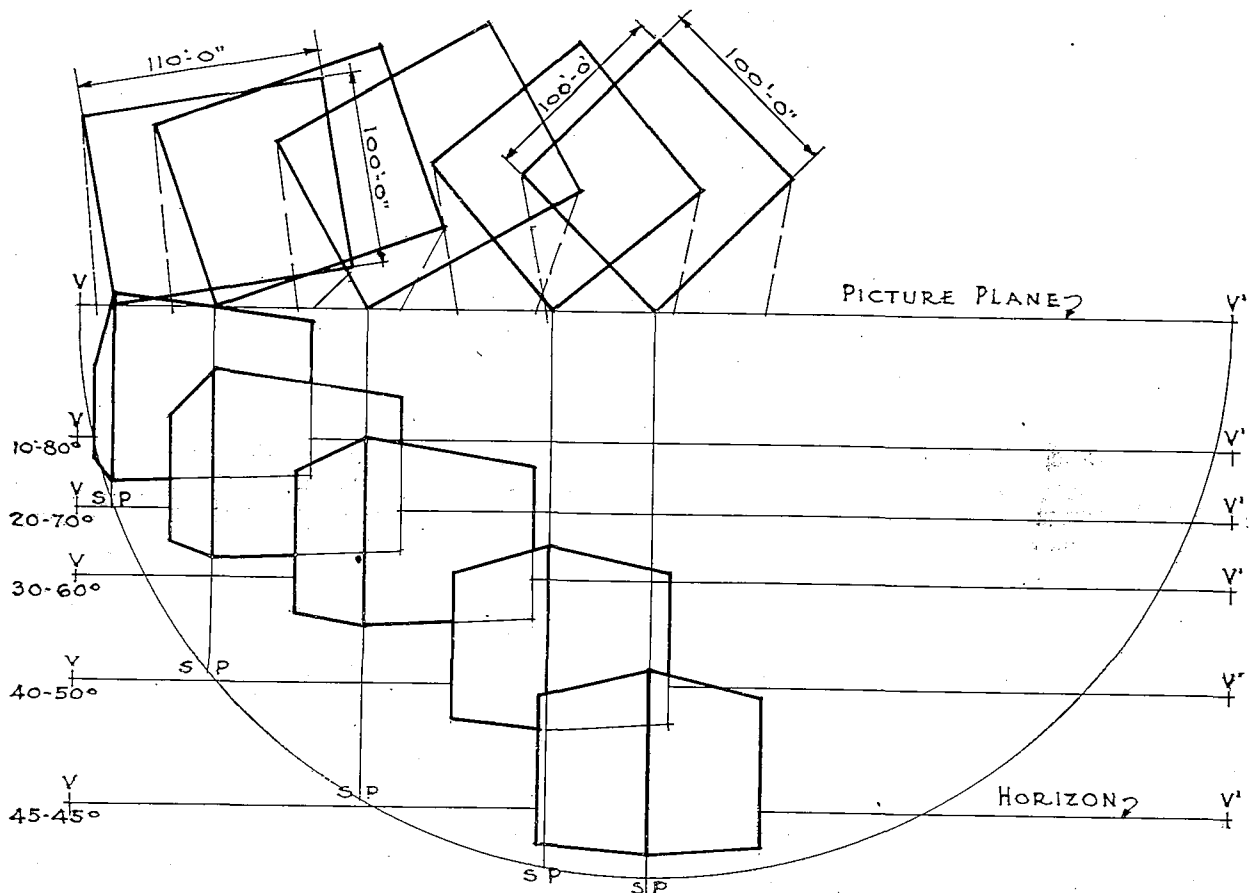 110'-0"
100'-0"
100'-0'
100'-0"
V
PICTURE PLANE
V'
V
10-80°
V'
V
S P
20-70°
V'
V
30-60°
V'
S P
V
40-50°
V'
V
S P
45-45°
HORIZON
V'
S P
S P